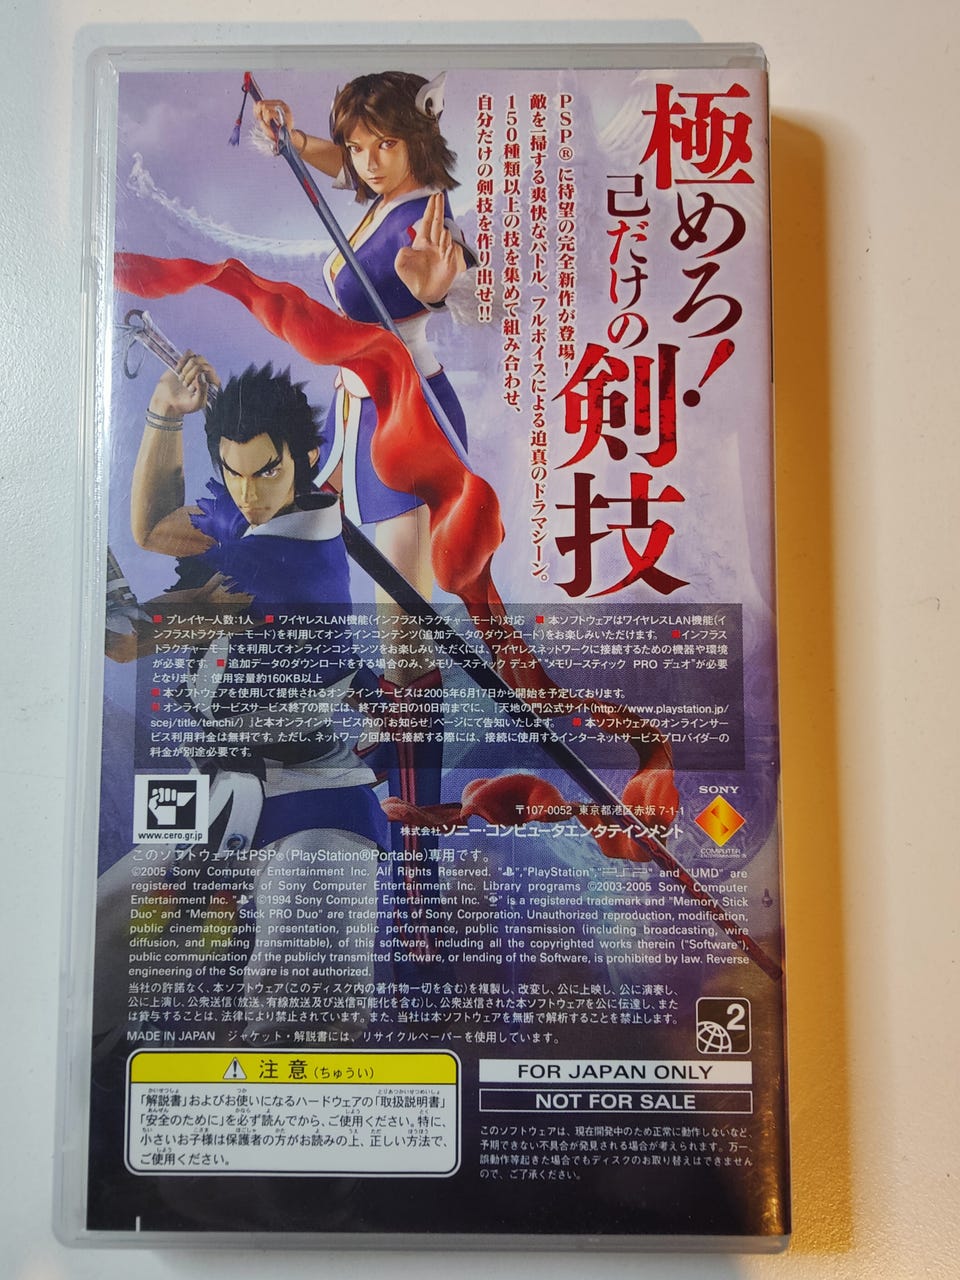 極めろ!
己だけの
剣技
PSP®に待望の完全新作が登場!
敵を一掃する爽快なバトル、フルボイスによる迫真のドラマシーン。
150種類以上の技を集めて組み合わせ、
自分だけの剣技を作り出せ!!
■プレイヤー人数:1人 ■ワイヤレスLAN機能(インフラストラクチャーモード)対応 ■本ソフトウェアはワイヤレスLAN機能(イ
ンフラストラクチャーモード)を利用してオンラインコンテンツ(追加データのダウンロード)をお楽しみいただけます。 ■インフラス
トラクチャーモードを利用してオンラインコンテンツをお楽しみいただくには、ワイヤレスネットワークに接続するための機器や環境
が必要です。 ■追加データのダウンロードをする場合のみ、"メモリースティック デュオ""メモリースティック PRO デュオ"が必要
となります:使用容量約160KB以上
■本ソフトウェアを使用して提供されるオンラインサービスは2005年6月17日から開始を予定しております。
■オンラインサービスサービス終了の際には、終了予定日の10日前までに、『天地の門公式サイト(http://www.playstation.jp/
scej/title/tenchi/)』と本オンラインサービス内の「お知らせ」ページにて告知いたします。 ■本ソフトウェアのオンラインサー
ビス利用料金は無料です。ただし、ネットワーク回線に接続する際には、接続に使用するインターネットサービスプロバイダーの
料金が別途必要です。
www.cero.gr.jp
〒107-0052 東京都港区赤坂 7-1-1
株式会社ソニー・コンピュータエンタテインメント
SONY
COMPUTER
ENTERTAINMENT
このソフトウェアはPSP®(PlayStation®Portable)専用です。
©2005 Sony Computer Entertainment Inc. All Rights Reserved. "","PlayStation","PSP" and "UMD" are
registered trademarks of Sony Computer Entertainment Inc. Library programs ©2003-2005 Sony Computer
Entertainment Inc. "" ©1994 Sony Computer Entertainment Inc. "" is a registered trademark and "Memory Stick
Duo" and "Memory Stick PRO Duo" are trademarks of Sony Corporation. Unauthorized reproduction, modification,
public cinematographic presentation, public performance, public transmission (including broadcasting, wire
diffusion, and making transmittable), of this software, including all the copyrighted works therein ("Software"),
public communication of the publicly transmitted Software, or lending of the Software, is prohibited by law. Reverse
engineering of the Software is not authorized.
当社の許諾なく、本ソフトウェア(このディスク内の著作物一切を含む)を複製し、改変し、公に上映し、公に演奏し、
公に上演し、公衆送信(放送、有線放送及び送信可能化を含む)し、公衆送信された本ソフトウェアを公に伝達し、また
は貸与することは、法律により禁止されています。また、当社は本ソフトウェアを無断で解析することを禁止します。
MADE IN JAPAN ジャケット・解説書には、リサイクルペーパーを使用しています。
2
注意(ちゅうい)
「解説書」およびお使いになるハードウェアの「取扱説明書」
「安全のために」を必ず読んでから、ご使用ください。特に、
小さいお子様は保護者の方がお読みの上、正しい方法で、
ご使用ください。
FOR JAPAN ONLY
NOT FOR SALE
このソフトウェアは、現在開発中のため正常に動作しないなど、
予期できない不具合が発見される場合が考えられます。万一、
誤動作等起きた場合でもディスクのお取り替えはできません
ので、ご了承ください。